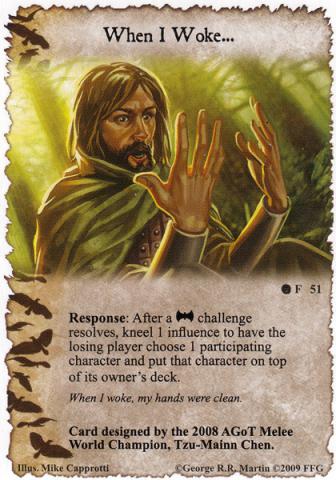 When I Woke...
F 51
Response: After a challenge
resolves, kneel 1 influence to have the
losing player choose 1 participating
character and put that character on top
of its owner's deck.
When I woke, my hands were clean.
Card designed by the 2008 AGoT Melee
World Champion, Tzu-Mainn Chen.
Illus. Mike Capprotti ©George R.R. Martin ©2009 FFG